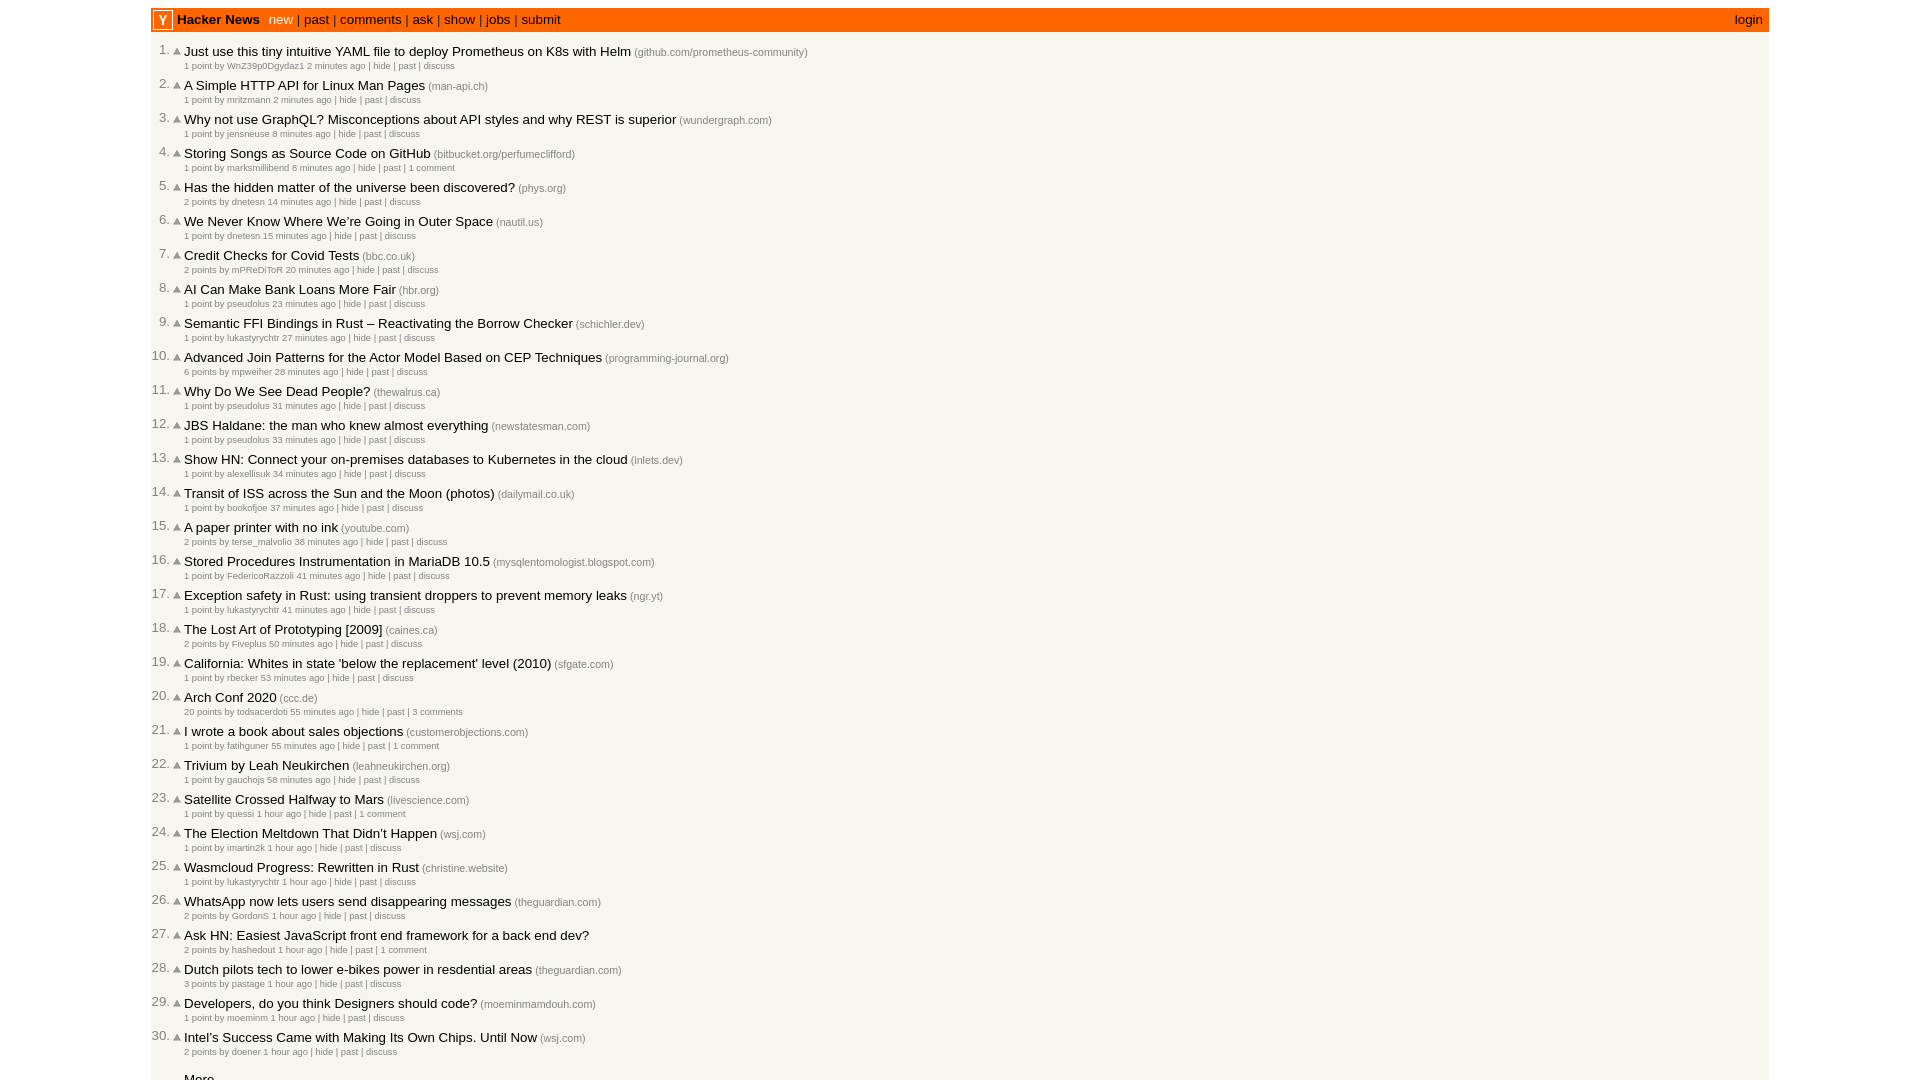 Y Hacker News new | past | comments | ask | show | jobs | submit login
1. Just use this tiny intuitive YAML file to deploy Prometheus on K8s with Helm (github.com/prometheus-community)
1 point by WnZ39p0Dgydaz1 2 minutes ago | hide | past | discuss
2. A Simple HTTP API for Linux Man Pages (man-api.ch)
1 point by mritzmann 2 minutes ago | hide | past | discuss
3. Why not use GraphQL? Misconceptions about API styles and why REST is superior (wundergraph.com)
1 point by jensneuse 8 minutes ago | hide | past | discuss
4. Storing Songs as Source Code on GitHub (bitbucket.org/perfumeclifford)
1 point by marksmillibend 8 minutes ago | hide | past | 1 comment
5. Has the hidden matter of the universe been discovered? (phys.org)
2 points by dnetesn 14 minutes ago | hide | past | discuss
6. We Never Know Where We’re Going in Outer Space (nautil.us)
1 point by dnetesn 15 minutes ago | hide | past | discuss
7. Credit Checks for Covid Tests (bbc.co.uk)
2 points by mPReDiToR 20 minutes ago | hide | past | discuss
8. AI Can Make Bank Loans More Fair (hbr.org)
1 point by pseudolus 23 minutes ago | hide | past | discuss
9. Semantic FFI Bindings in Rust – Reactivating the Borrow Checker (schichler.dev)
1 point by lukastyrychtr 27 minutes ago | hide | past | discuss
10. Advanced Join Patterns for the Actor Model Based on CEP Techniques (programming-journal.org)
6 points by mpweiher 28 minutes ago | hide | past | discuss
11. Why Do We See Dead People? (thewalrus.ca)
1 point by pseudolus 31 minutes ago | hide | past | discuss
12. JBS Haldane: the man who knew almost everything (newstatesman.com)
1 point by pseudolus 33 minutes ago | hide | past | discuss
13. Show HN: Connect your on-premises databases to Kubernetes in the cloud (inlets.dev)
1 point by alexellisuk 34 minutes ago | hide | past | discuss
14. Transit of ISS across the Sun and the Moon (photos) (dailymail.co.uk)
1 point by bookofjoe 37 minutes ago | hide | past | discuss
15. A paper printer with no ink (youtube.com)
2 points by terse_malvolio 38 minutes ago | hide | past | discuss
16. Stored Procedures Instrumentation in MariaDB 10.5 (mysqlentomologist.blogspot.com)
1 point by FedericoRazzoli 41 minutes ago | hide | past | discuss
17. Exception safety in Rust: using transient droppers to prevent memory leaks (ngr.yt)
1 point by lukastyrychtr 41 minutes ago | hide | past | discuss
18. The Lost Art of Prototyping [2009] (caines.ca)
2 points by Fiveplus 50 minutes ago | hide | past | discuss
19. California: Whites in state 'below the replacement' level (2010) (sfgate.com)
1 point by rbecker 53 minutes ago | hide | past | discuss
20. Arch Conf 2020 (ccc.de)
20 points by todsacerdoti 55 minutes ago | hide | past | 3 comments
21. I wrote a book about sales objections (customerobjections.com)
1 point by fatihguner 55 minutes ago | hide | past | 1 comment
22. Trivium by Leah Neukirchen (leahneukirchen.org)
1 point by gauchojs 58 minutes ago | hide | past | discuss
23. Satellite Crossed Halfway to Mars (livescience.com)
1 point by quessi 1 hour ago | hide | past | 1 comment
24. The Election Meltdown That Didn’t Happen (wsj.com)
1 point by imartin2k 1 hour ago | hide | past | discuss
25. Wasmcloud Progress: Rewritten in Rust (christine.website)
1 point by lukastyrychtr 1 hour ago | hide | past | discuss
26. WhatsApp now lets users send disappearing messages (theguardian.com)
2 points by GordonS 1 hour ago | hide | past | discuss
27. Ask HN: Easiest JavaScript front end framework for a back end dev?
2 points by hashedout 1 hour ago | hide | past | 1 comment
28. Dutch pilots tech to lower e-bikes power in resdential areas (theguardian.com)
3 points by pastage 1 hour ago | hide | past | discuss
29. Developers, do you think Designers should code? (moeminmamdouh.com)
1 point by moeminm 1 hour ago | hide | past | discuss
30. Intel’s Success Came with Making Its Own Chips. Until Now (wsj.com)
2 points by doener 1 hour ago | hide | past | discuss
More